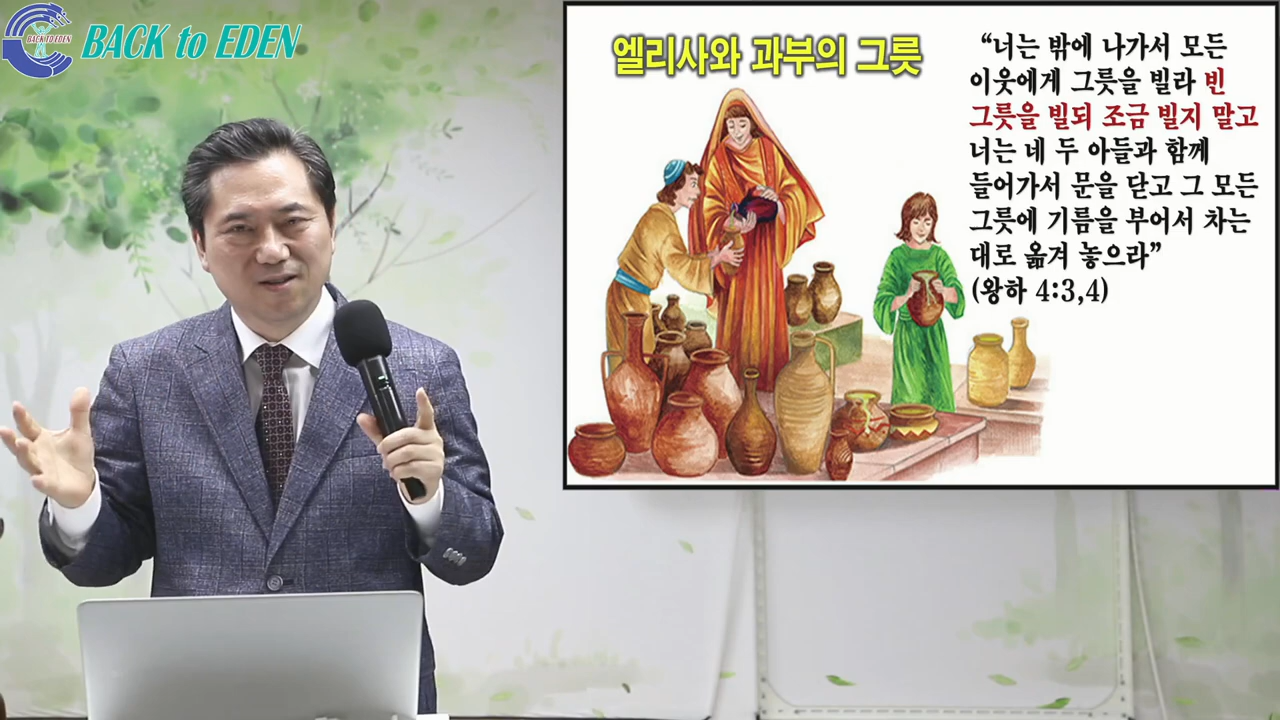 BACK TO EDEN
BACK to EDEN
엘리사와 과부의 그릇
“너는 밖에 나가서 모든
이웃에게 그릇을 빌라 빈
그릇을 빌되 조금 빌지 말고
너는 네 두 아들과 함께
들어가서 문을 닫고 그 모든
그릇에 기름을 부어서 차는
대로 옮겨 놓으라”
(왕하 4:3,4)